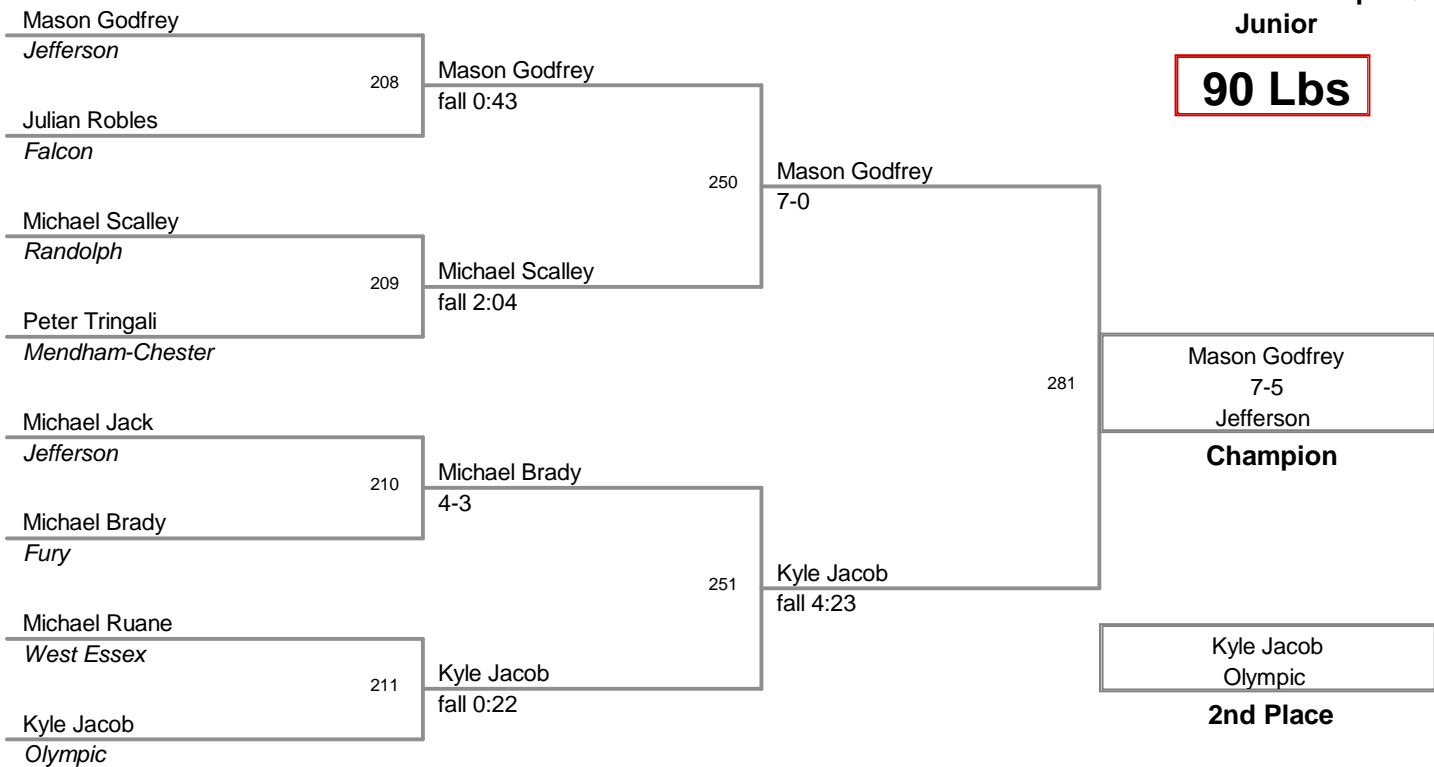 Junior
90 Lbs
Mason Godfrey
Jefferson
208
Julian Robles
Falcon
Mason Godfrey
fall 0:43
Michael Scalley
Randolph
209
Peter Tringali
Mendham-Chester
Michael Scalley
fall 2:04
250
Mason Godfrey
7-0
Michael Jack
Jefferson
210
Michael Brady
Fury
Michael Brady
4-3
Michael Ruane
West Essex
211
Kyle Jacob
Olympic
Kyle Jacob
fall 0:22
251
Kyle Jacob
fall 4:23
281
Mason Godfrey
7-5
Jefferson
Champion
Kyle Jacob
Olympic
2nd Place